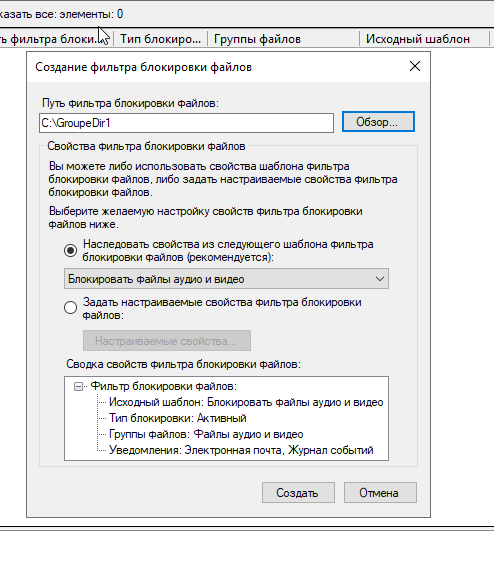 казать все: элементы: 0
ть фильтра блоки...
Тип блокиро...
Группы файлов
Исходный шаблон
Создание фильтра блокировки файлов
Путь фильтра блокировки файлов:
C:\GroupeDir1
Обзор...
Свойства фильтра блокировки файлов
Вы можете либо использовать свойства шаблона фильтра
блокировки файлов, либо задать настраиваемые свойства фильтра
блокировки файлов.
Выберите желаемую настройку свойств фильтра блокировки
файлов ниже.
Наследовать свойства из следующего шаблона фильтра
блокировки файлов (рекомендуется):
Блокировать файлы аудио и видео
Задать настраиваемые свойства фильтра блокировки
файлов:
Настраиваемые свойства...
Сводка свойств фильтра блокировки файлов:
Фильтр блокировки файлов:
Исходный шаблон: Блокировать файлы аудио и видео
Тип блокировки: Активный
Группы файлов: Файлы аудио и видео
Уведомления: Электронная почта, Журнал событий
Создать
Отмена